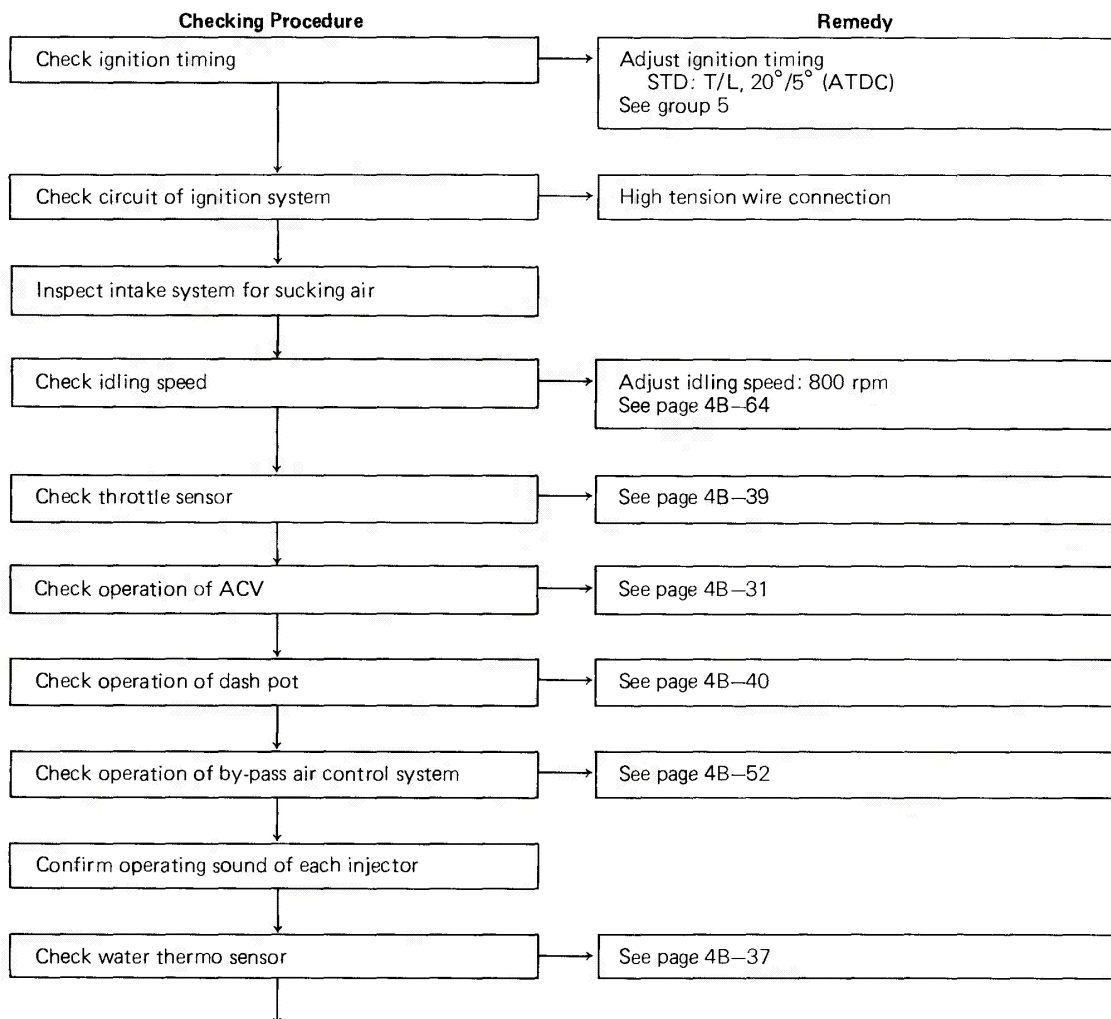 Checking Procedure
Remedy
Check ignition timing
Adjust ignition timing
STD: T/L, 20°/5° (ATDC)
See group 5
Check circuit of ignition system
High tension wire connection
Inspect intake system for sucking air
Check idling speed
Adjust idling speed: 800 rpm
See page 4B—64
Check throttle sensor
See page 4B—39
Check operation of ACV
See page 4B—31
Check operation of dash pot
See page 4B—40
Check operation of by-pass air control system
See page 4B—52
Confirm operating sound of each injector
Check water thermo sensor
See page 4B—37